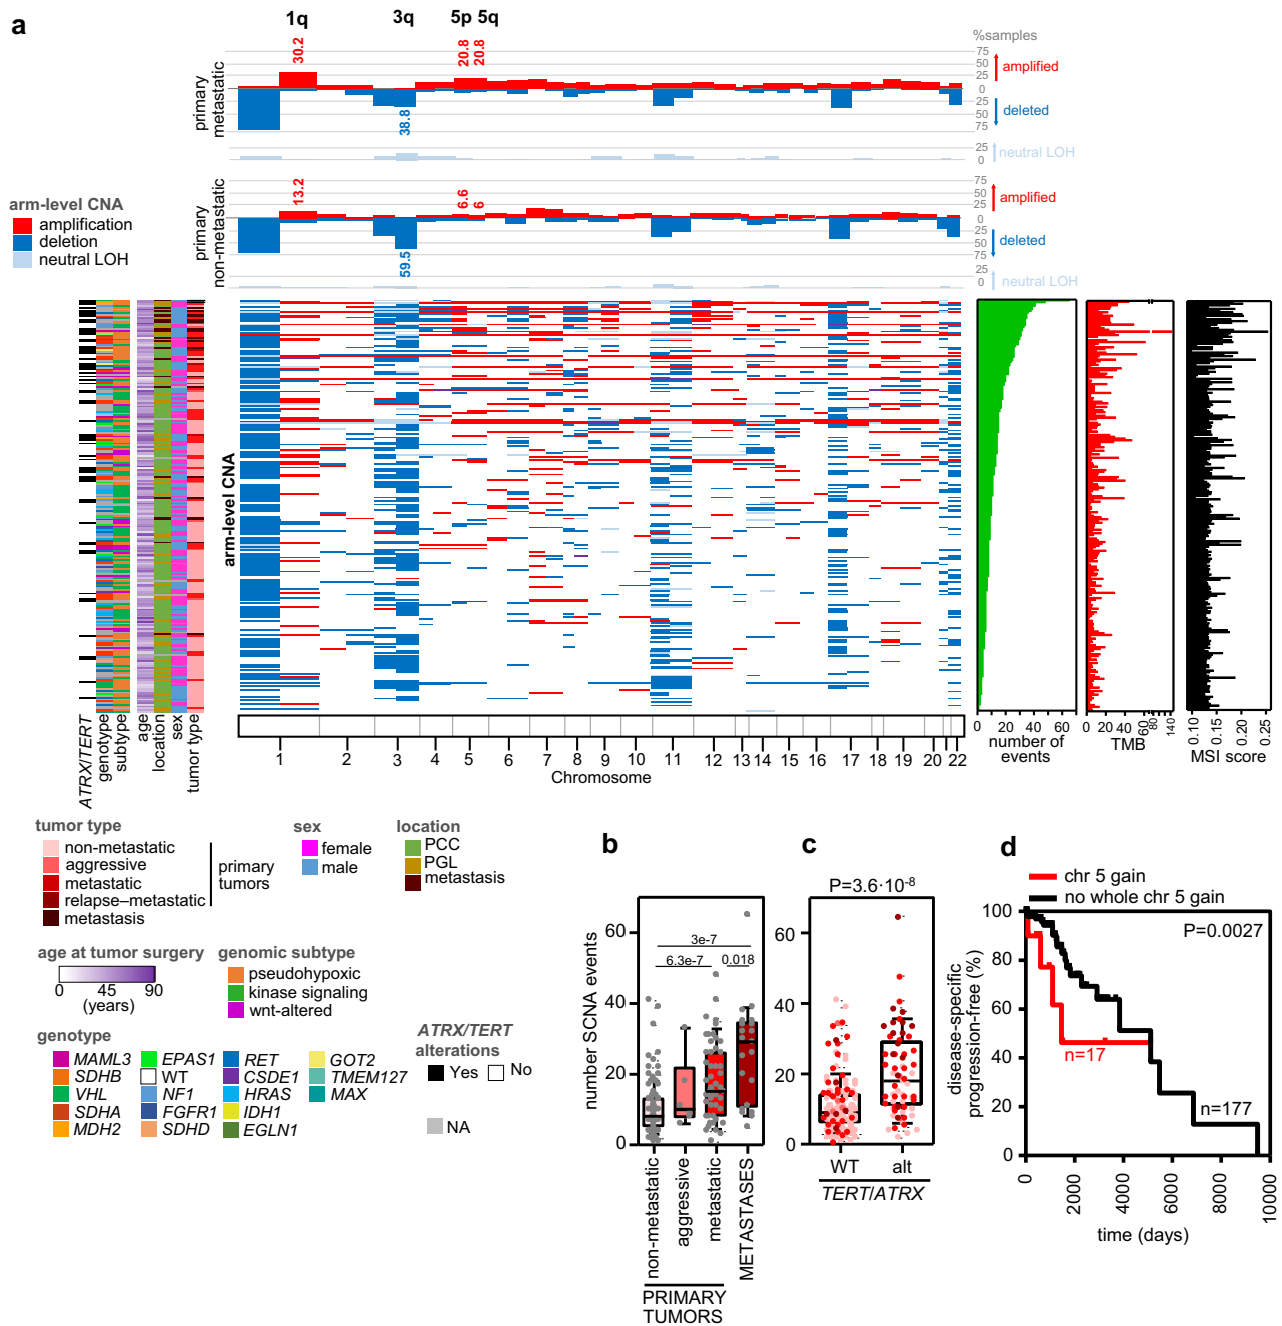 a
1q 3q 5p 5q
%samples
primary
metastatic
30.2
20.8
20.8
38.8
75
50
25
0
25
50
75
amplified
deleted
25
0
neutral LOH
primary
non-metastatic
13.2
6.6
6
59.5
75
50
25
0
25
50
75
amplified
deleted
25
0
neutral LOH
arm-level CNA
amplification
deletion
neutral LOH
arm-level CNA
ATRX/TERT
genotype
subtype
age
location
sex
tumor type
1 2 3 4 5 6 7 8 9 10 11 12 13 14 15 16 17 18 19 20 22
Chromosome
0 20 40 60
number of
events
0 20 40 60 80 140
TMB
0.10 0.15 0.20 0.25
MSI score
tumor type
non-metastatic
aggressive
metastatic
relapse–metastatic
metastasis
primary
tumors
sex
female
male
location
PCC
PGL
metastasis
age at tumor surgery
0 45 90
(years)
genomic subtype
pseudohypoxic
kinase signaling
wnt-altered
genotype
MAML3
SDHB
VHL
SDHA
MDH2
EPAS1
WT
NF1
FGFR1
SDHD
RET
CSDE1
HRAS
IDH1
EGLN1
GOT2
TMEM127
MAX
ATRX/TERT
alterations
Yes No
NA
b
number SCNA events
60
40
20
0
3e-7
6.3e-7 0.018
non-metastatic
aggressive
metastatic
METASTASES
PRIMARY
TUMORS
c
P=3.6·10-8
60
40
20
0
WT alt
TERT/ATRX
d
chr 5 gain
no whole chr 5 gain
P=0.0027
disease-specific
progression-free (%)
100
80
60
40
20
0
n=17
n=177
0 2000 4000 6000 8000 10000
time (days)